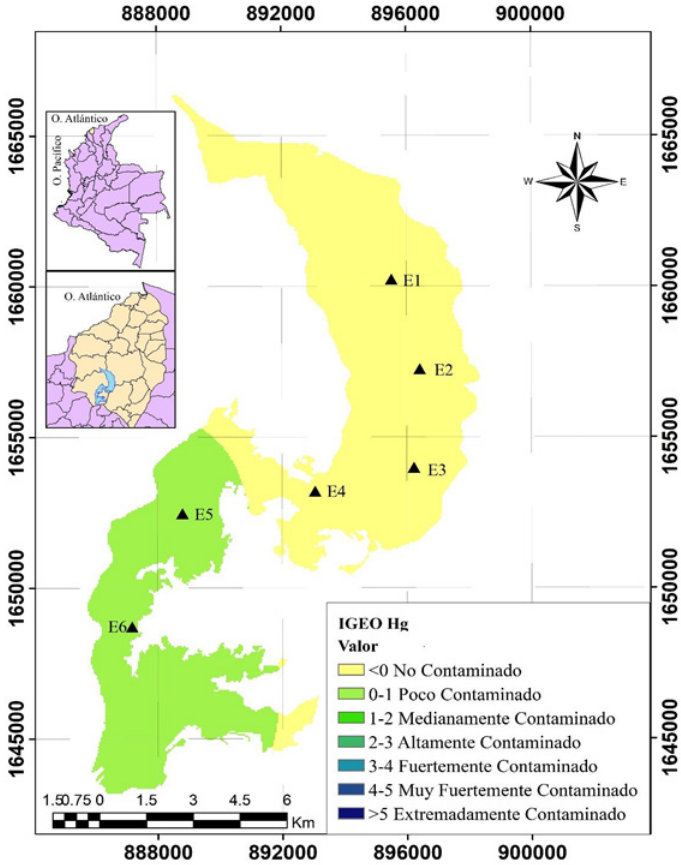 888000 892000 896000 900000
1665000
1660000
1655000
1650000
1645000
O. Atlántico
O. Pacífico
O. Atlántico
N
W E
S
E1
E2
E3
E4
E5
E6
IGEO Hg
Valor
<0 No Contaminado
0-1 Poco Contaminado
1-2 Medianamente Contaminado
2-3 Altamente Contaminado
3-4 Fuertemente Contaminado
4-5 Muy Fuertemente Contaminado
>5 Extremadamente Contaminado
1.50.75 0 1.5 3 4.5 6
Km
1665000
1660000
1655000
1650000
1645000
888000 892000 896000 900000